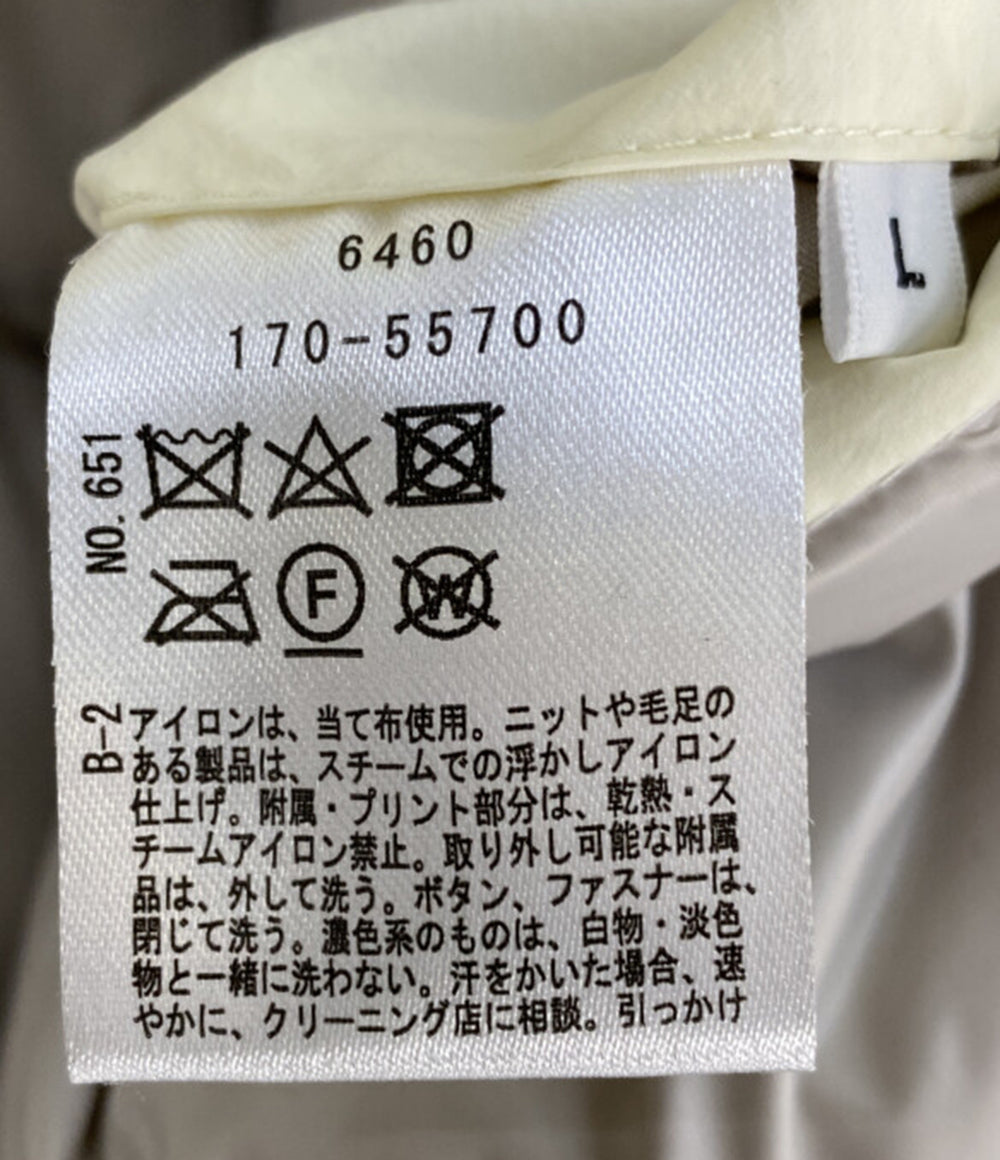 6460
170-55700
L
NO. 651
F
W
B-2
アイロンは、当て布使用。ニットや毛足の
ある製品は、スチームでの浮かしアイロン
仕上げ。附属・プリント部分は、乾熱・ス
チームアイロン禁止。取り外し可能な附属
品は、外して洗う。ボタン、ファスナーは、
閉じて洗う。濃色系のものは、白物・淡色
物と一緒に洗わない。汗をかいた場合、速
やかに、クリーニング店に相談。引っかけ